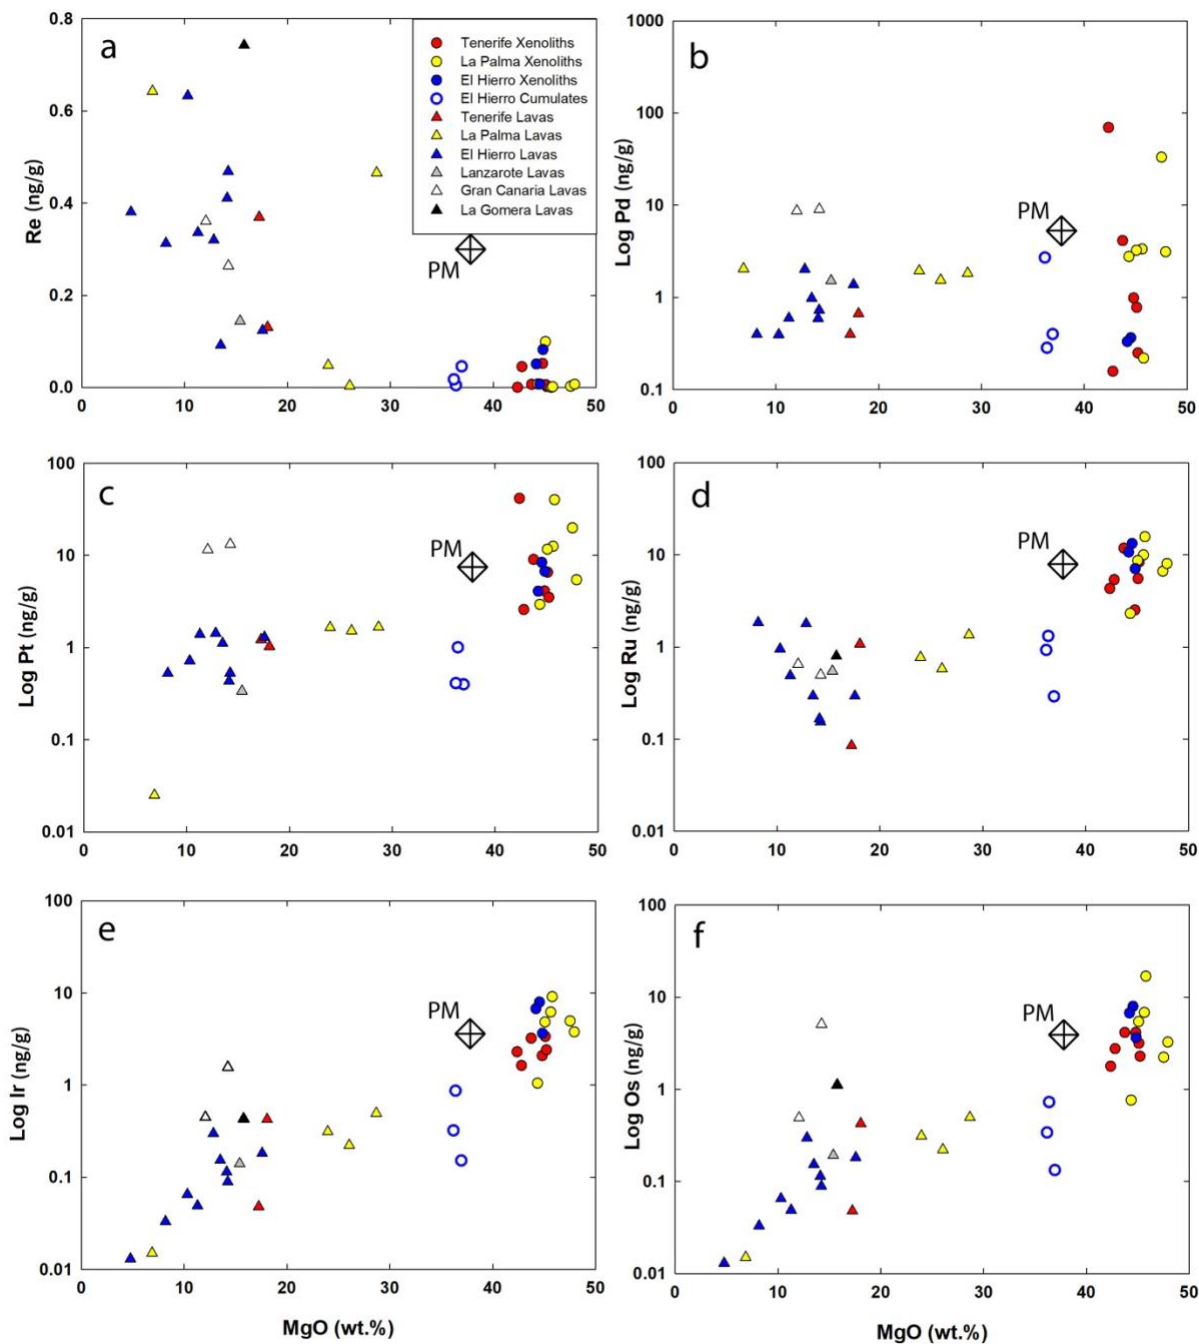 a
Re (ng/g)
0.8
0.6
0.4
0.2
0.0
0 10 20 30 40 50
Tenerife Xenoliths
La Palma Xenoliths
El Hierro Xenoliths
El Hierro Cumulates
Tenerife Lavas
La Palma Lavas
El Hierro Lavas
Lanzarote Lavas
Gran Canaria Lavas
La Gomera Lavas
PM
b
Log Pd (ng/g)
1000
100
10
1
0.1
0 10 20 30 40 50
PM
c
Log Pt (ng/g)
100
10
1
0.1
0.01
0 10 20 30 40 50
PM
d
Log Ru (ng/g)
100
10
1
0.1
0.01
0 10 20 30 40 50
PM
e
Log Ir (ng/g)
100
10
1
0.1
0.01
0 10 20 30 40 50
MgO (wt.%)
PM
f
Log Os (ng/g)
100
10
1
0.1
0.01
0 10 20 30 40 50
MgO (wt.%)
PM